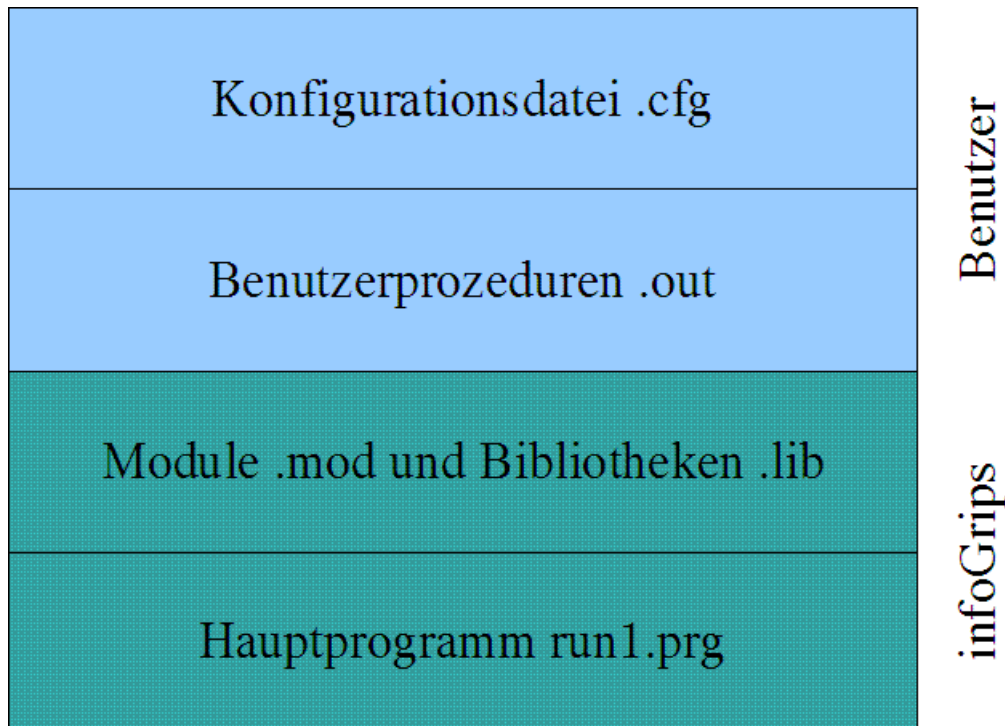 Konfigurationsdatei .cfg
Benutzerprozeduren .out
Benutzer
Module .mod und Bibliotheken .lib
Hauptprogramm run1.prg
infoGrips